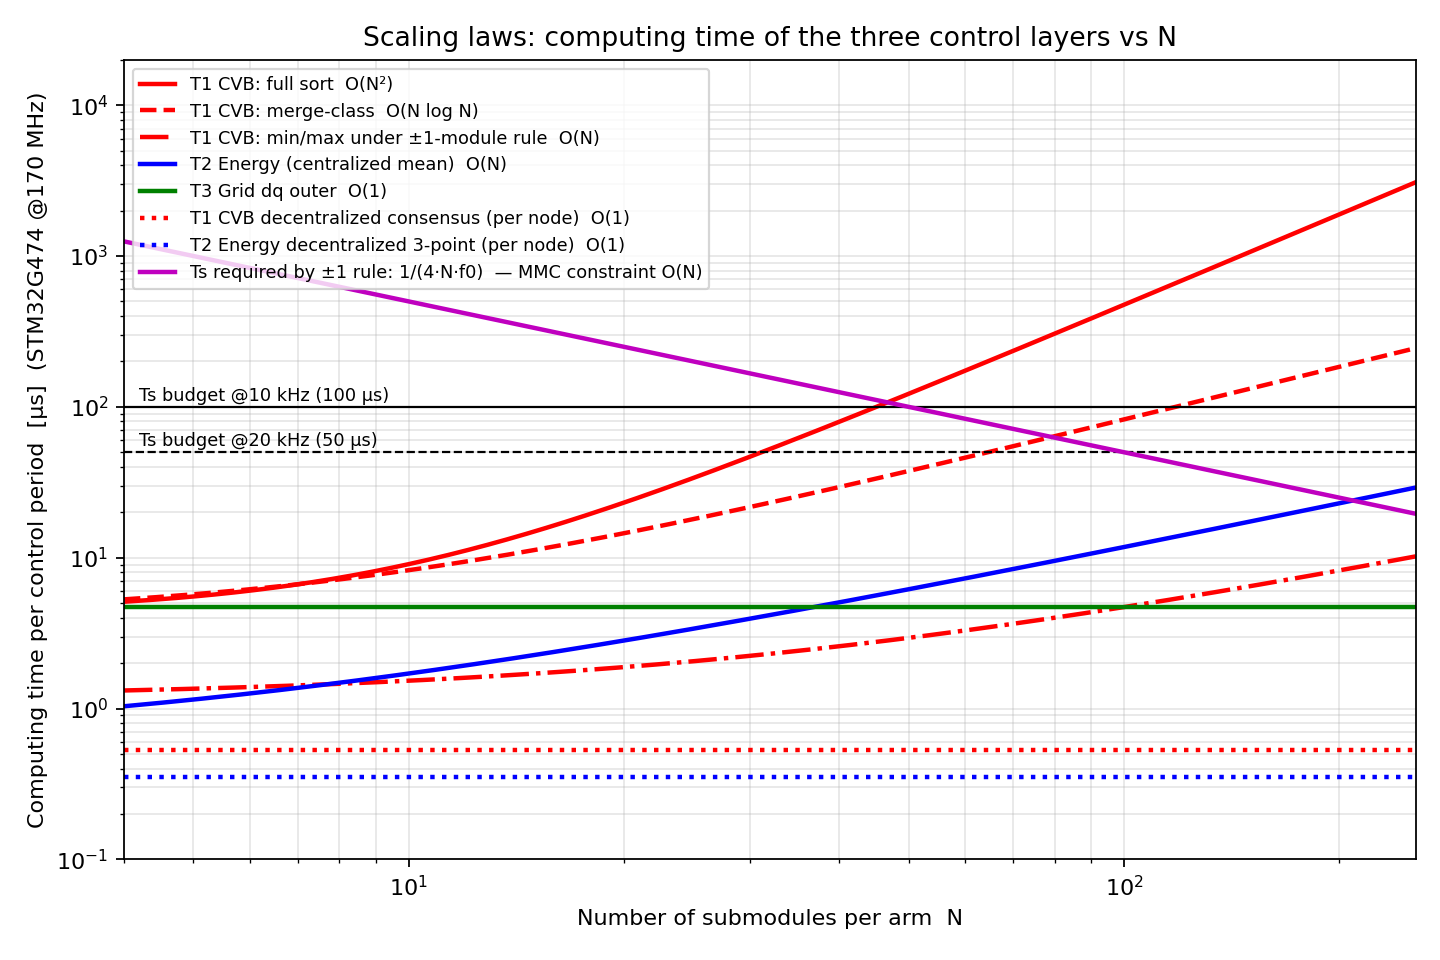 Scaling laws: computing time of the three control layers vs N
T1 CVB: full sort  O(N²)
T1 CVB: merge-class  O(N log N)
T1 CVB: min/max under ±1-module rule  O(N)
T2 Energy (centralized mean)  O(N)
T3 Grid dq outer  O(1)
T1 CVB decentralized consensus (per node)  O(1)
T2 Energy decentralized 3-point (per node)  O(1)
Ts required by ±1 rule: 1/(4·N·f0)  — MMC constraint O(N)
Ts budget @10 kHz (100 µs)
Ts budget @20 kHz (50 µs)
Computing time per control period  [µs]  (STM32G474 @170 MHz)
10⁴
10³
10²
10¹
10⁰
10⁻¹
10¹ 10²
Number of submodules per arm  N